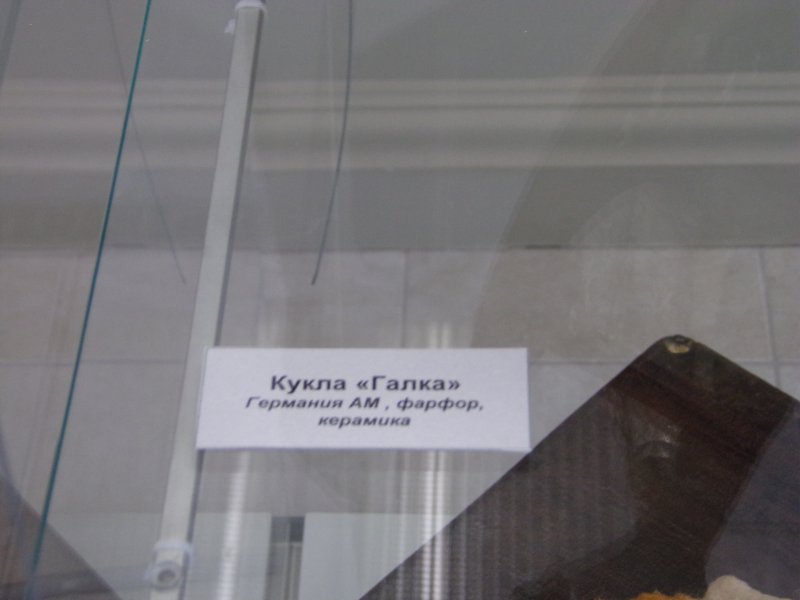 Кукла «Галка»
Германия АМ , фарфор,
керамика